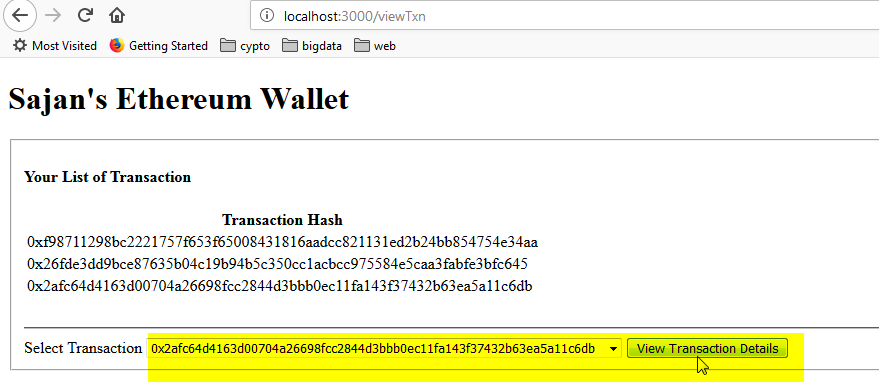 localhost:3000/viewTxn
Most Visited Getting Started cypto bigdata web
Sajan's Ethereum Wallet
Your List of Transaction
Transaction Hash
0xf98711298bc2221757f653f65008431816aadcc821131ed2b24bb854754e34aa
0x26fde3dd9bce87635b04c19b94b5c350cc1acbcc975584e5caa3fabfe3bfc645
0x2afc64d4163d00704a26698fcc2844d3bbb0ec11fa143f37432b63ea5a11c6db
Select Transaction 0x2afc64d4163d00704a26698fcc2844d3bbb0ec11fa143f37432b63ea5a11c6db View Transaction Details